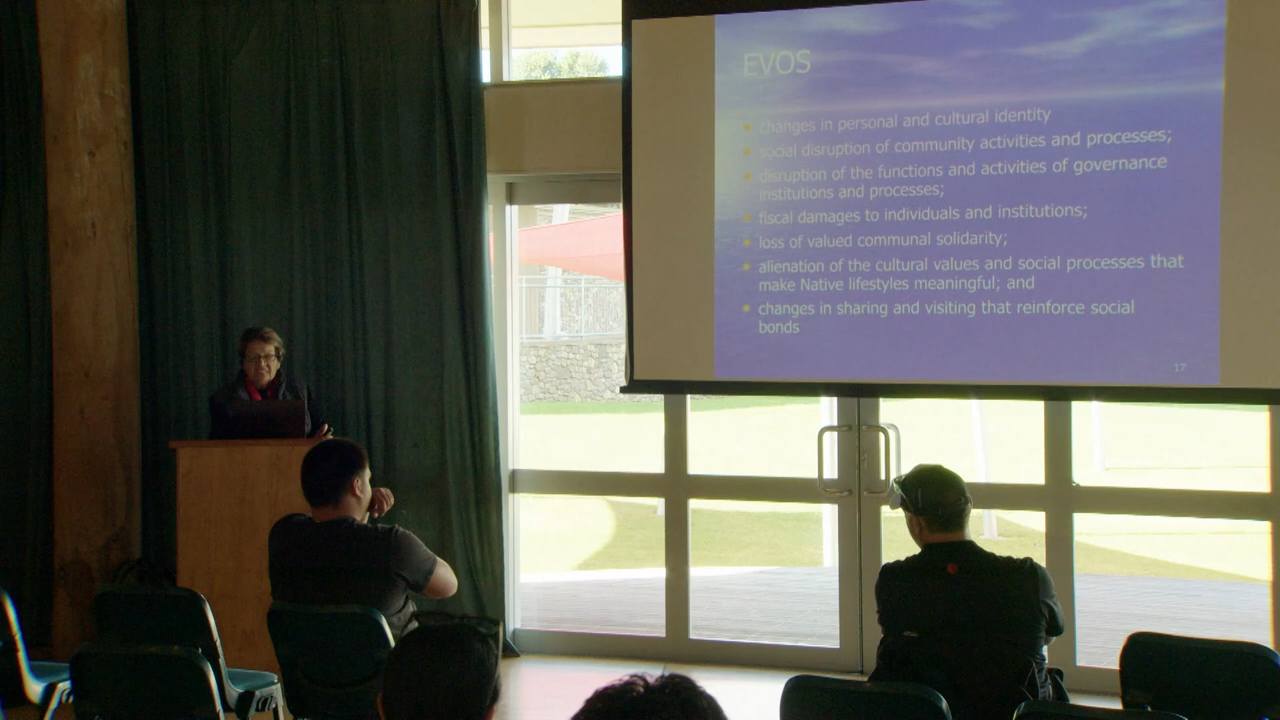 EVOS
changes in personal and cultural identity
social disruption of community activities and processes;
disruption of the functions and activities of governance
institutions and processes;
fiscal damages to individuals and institutions;
loss of valued communal solidarity;
alienation of the cultural values and social processes that
make Native lifestyles meaningful; and
changes in sharing and visiting that reinforce social
bonds
17